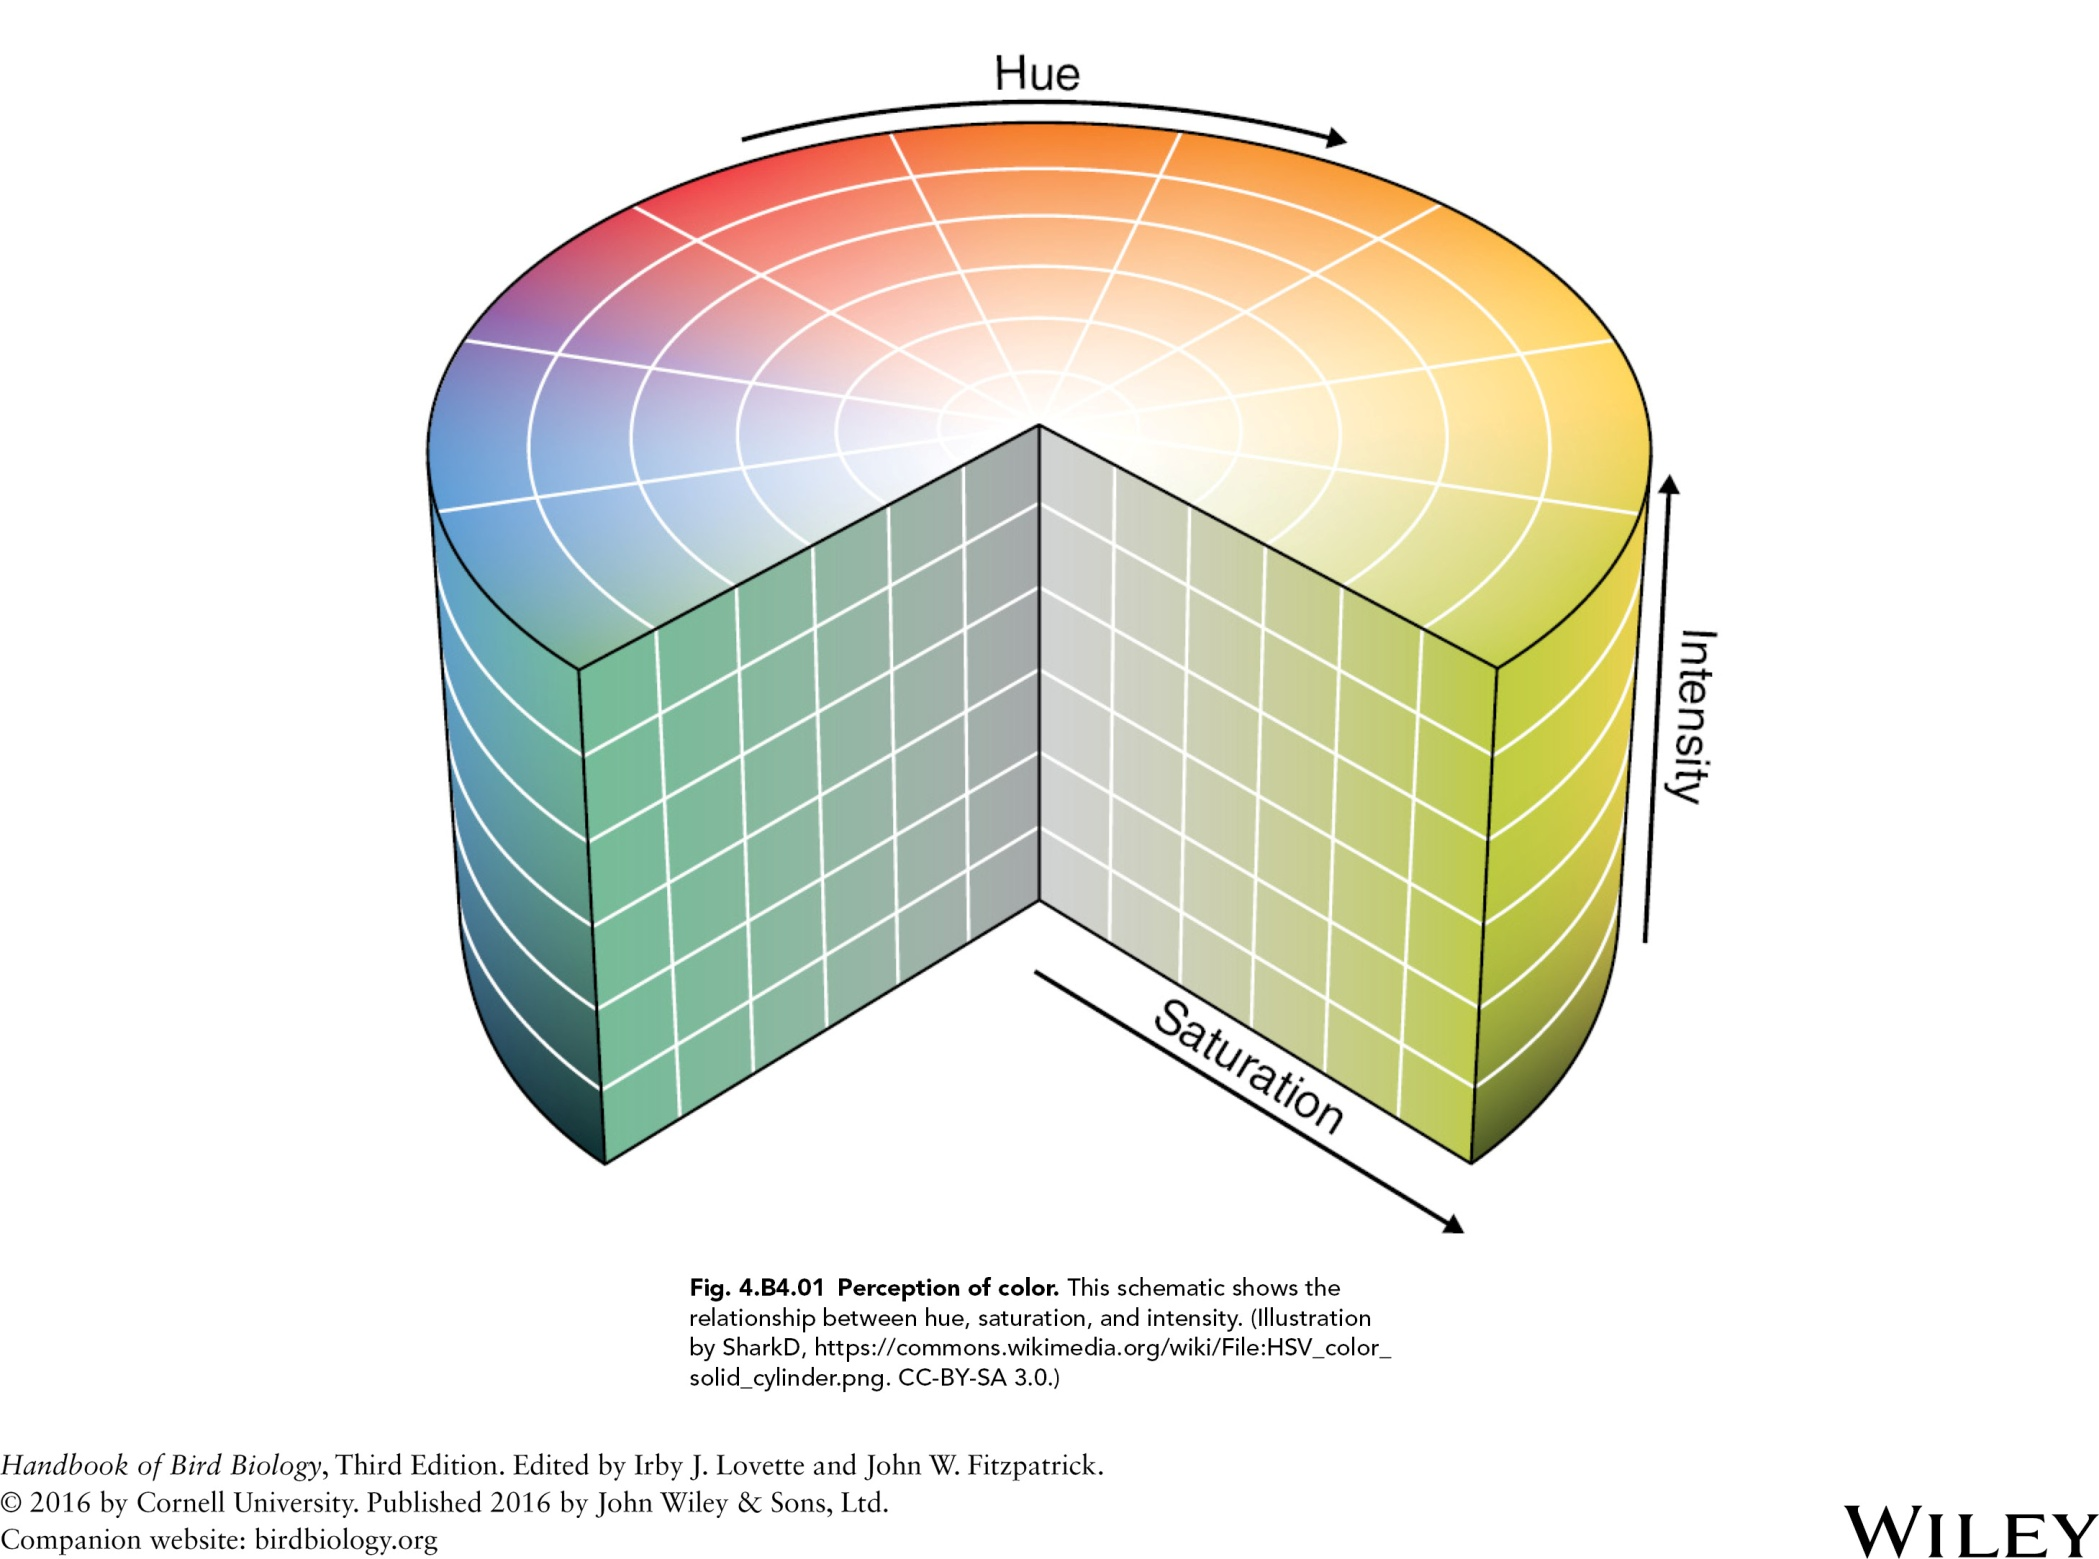 Hue
Intensity
Saturation
Fig. 4.B4.01 Perception of color. This schematic shows the
relationship between hue, saturation, and intensity. (Illustration
by SharkD, https://commons.wikimedia.org/wiki/File:HSV_color_
solid_cylinder.png. CC-BY-SA 3.0.)
Handbook of Bird Biology, Third Edition. Edited by Irby J. Lovette and John W. Fitzpatrick.
© 2016 by Cornell University. Published 2016 by John Wiley & Sons, Ltd.
Companion website: birdbiology.org
WILEY